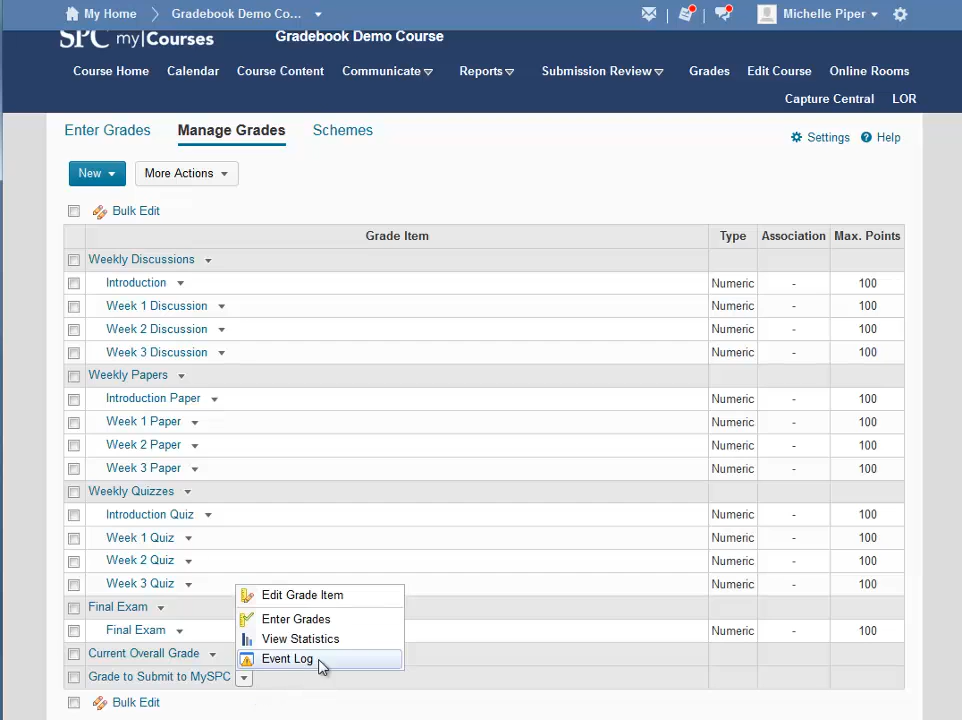 My Home Gradebook Demo Co... Michelle Piper
SPC my|Courses Gradebook Demo Course
Course Home Calendar Course Content Communicate Reports Submission Review Grades Edit Course Online Rooms
Capture Central LOR
Enter Grades Manage Grades Schemes
Settings Help
New More Actions
Bulk Edit
Grade Item Type Association Max. Points
Weekly Discussions
Introduction Numeric - 100
Week 1 Discussion Numeric - 100
Week 2 Discussion Numeric - 100
Week 3 Discussion Numeric - 100
Weekly Papers
Introduction Paper Numeric - 100
Week 1 Paper Numeric - 100
Week 2 Paper Numeric - 100
Week 3 Paper Numeric - 100
Weekly Quizzes
Introduction Quiz Numeric - 100
Week 1 Quiz Numeric - 100
Week 2 Quiz Numeric - 100
Week 3 Quiz Numeric - 100
Edit Grade Item
Final Exam
Enter Grades
Final Exam Numeric - 100
View Statistics
Current Overall Grade
Event Log
Grade to Submit to MySPC
Bulk Edit